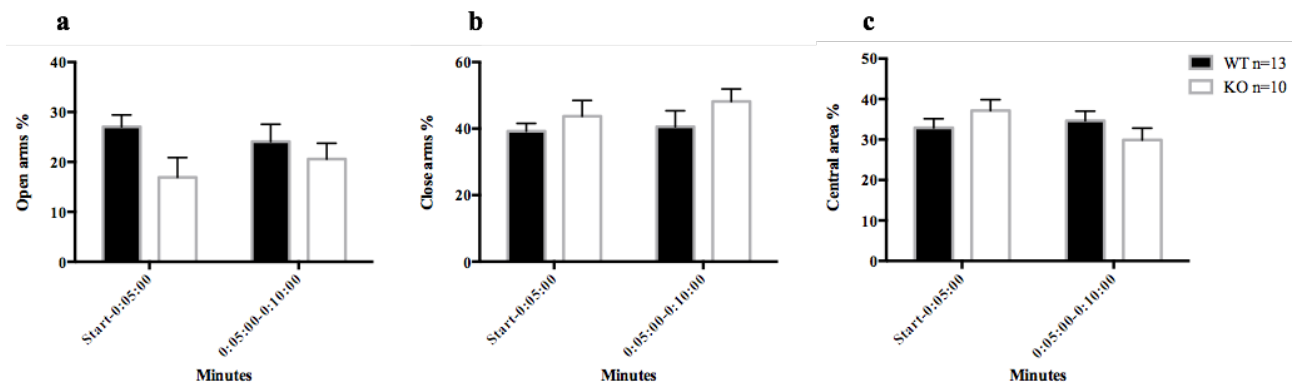 a
b
c
Open arms %
40
30
20
10
0
Start-0:05:00
0:05:00-0:10:00
Minutes
Close arms %
60
40
20
0
Start-0:05:00
0:05:00-0:10:00
Minutes
Central area %
50
40
30
20
10
0
Start-0:05:00
0:05:00-0:10:00
Minutes
WT n=13
KO n=10